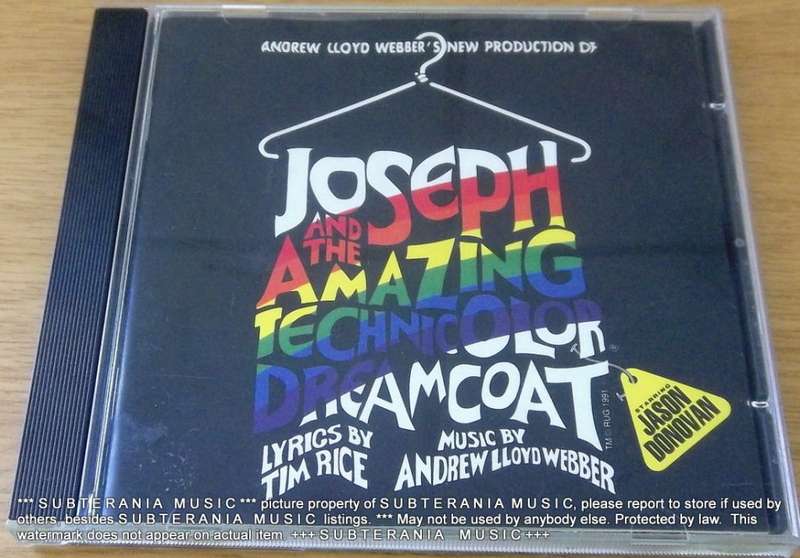 ANDREW LLOYD WEBBER'S NEW PRODUCTION OF
JOSEPH
AND THE
AMAZING
TECHNICOLOR
DREAMCOAT
®
STARRING
JASON
DONOVAN
TM © RUG 1991
LYRICS BY
TIM RICE
MUSIC BY
ANDREW LLOYD WEBBER
*** SUBTERANIA MUSIC *** picture property of SUBTERANIA MUSIC, please report to store if used by
others, besides SUBTERANIA MUSIC listings. *** May not be used by anybody else. Protected by law. This
watermark does not appear on actual item. +++ SUBTERANIA MUSIC +++